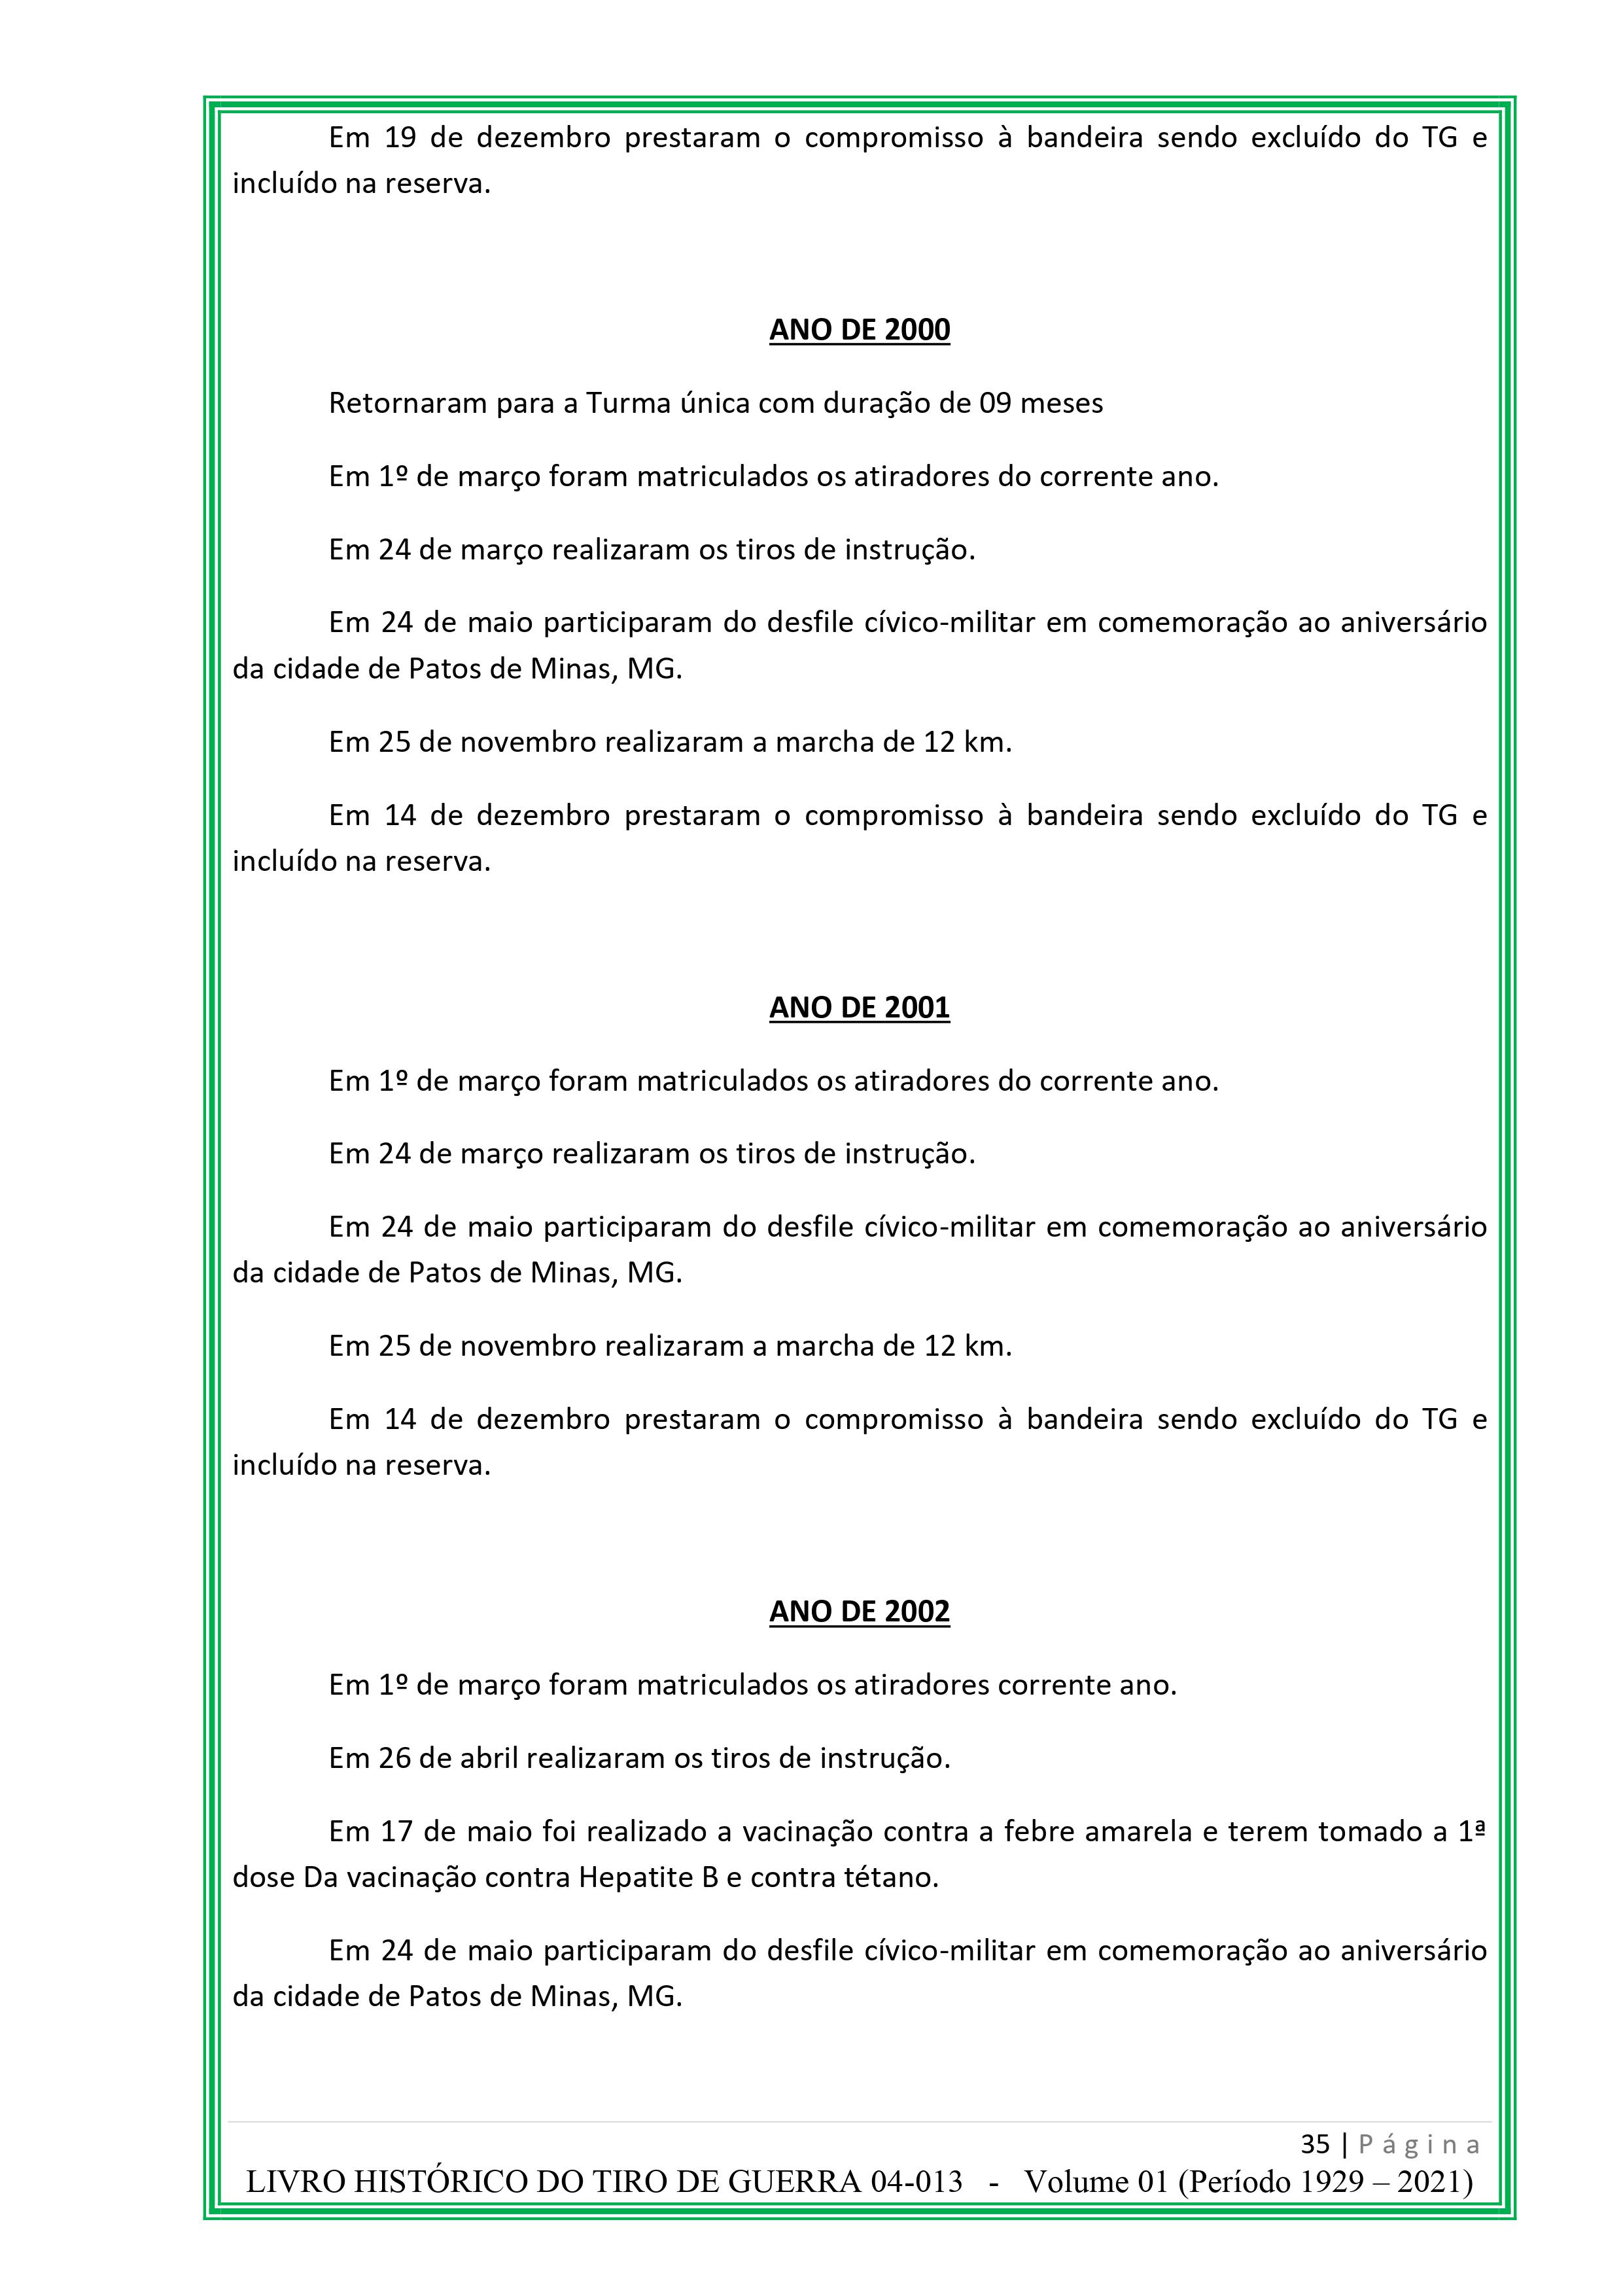 Em 19 de dezembro prestaram o compromisso à bandeira sendo excluído do TG e
incluído na reserva.
ANO DE 2000
Retornaram para a Turma única com duração de 09 meses
Em 1º de março foram matriculados os atiradores do corrente ano.
Em 24 de março realizaram os tiros de instrução.
Em 24 de maio participaram do desfile cívico-militar em comemoração ao aniversário
da cidade de Patos de Minas, MG.
Em 25 de novembro realizaram a marcha de 12 km.
Em 14 de dezembro prestaram o compromisso à bandeira sendo excluído do TG e
incluído na reserva.
ANO DE 2001
Em 1º de março foram matriculados os atiradores do corrente ano.
Em 24 de março realizaram os tiros de instrução.
Em 24 de maio participaram do desfile cívico-militar em comemoração ao aniversário
da cidade de Patos de Minas, MG.
Em 25 de novembro realizaram a marcha de 12 km.
Em 14 de dezembro prestaram o compromisso à bandeira sendo excluído do TG e
incluído na reserva.
ANO DE 2002
Em 1º de março foram matriculados os atiradores corrente ano.
Em 26 de abril realizaram os tiros de instrução.
Em 17 de maio foi realizado a vacinação contra a febre amarela e terem tomado a 1ª
dose Da vacinação contra Hepatite B e contra tétano.
Em 24 de maio participaram do desfile cívico-militar em comemoração ao aniversário
da cidade de Patos de Minas, MG.
35 | Página
LIVRO HISTÓRICO DO TIRO DE GUERRA 04-013 - Volume 01 (Período 1929 – 2021)